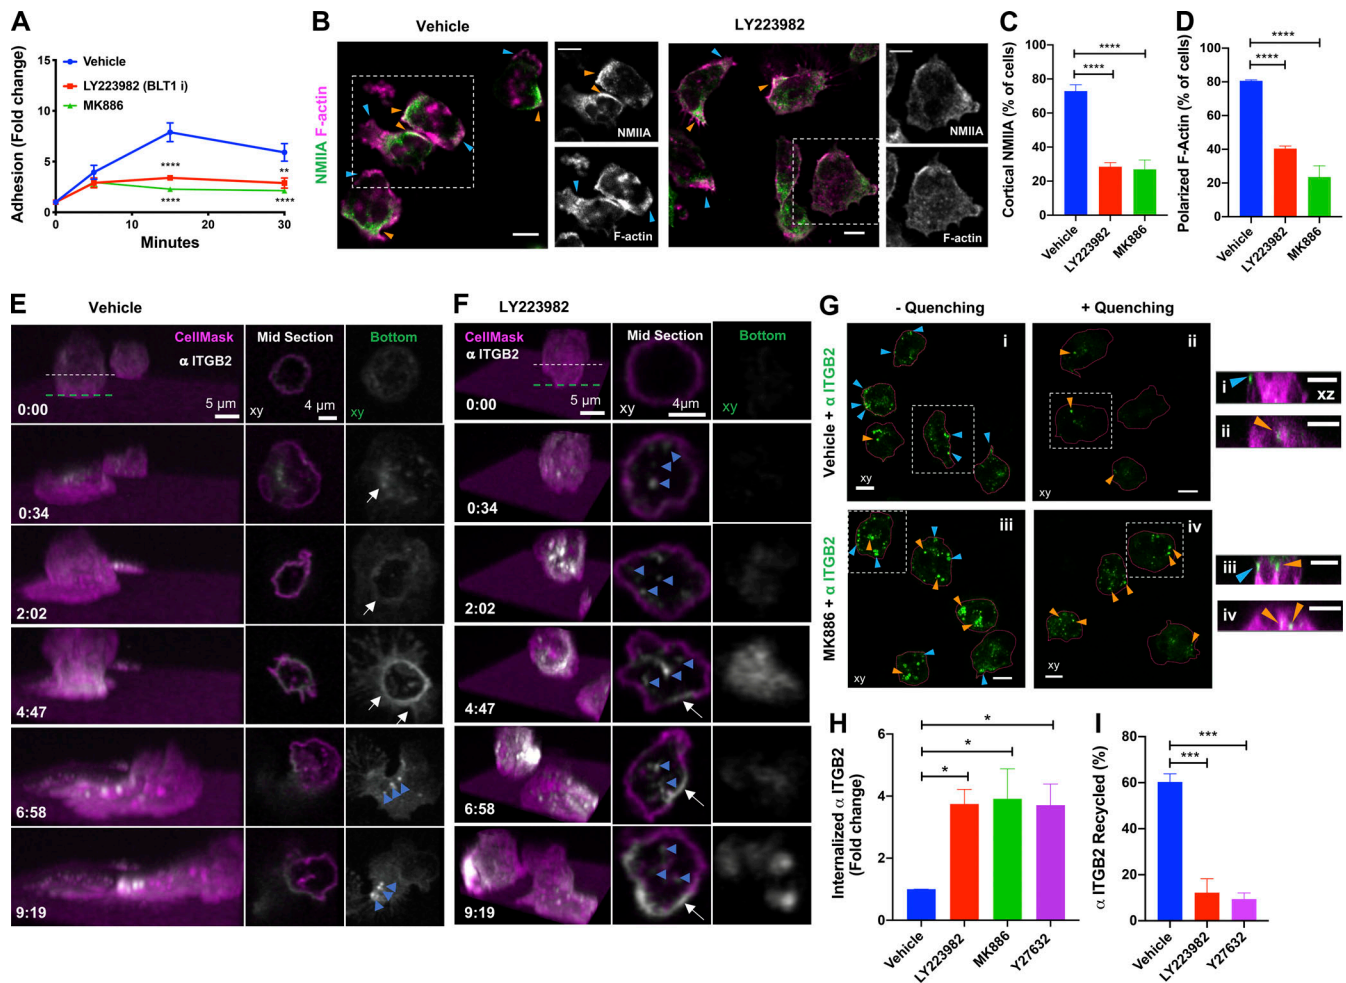 A
Adhesion (Fold change)
15
10
5
0
0
10
20
30
Minutes
Vehicle
LY223982 (BLT1 i)
MK886
****
**
****
****
B
Vehicle
LY223982
NMIIA F-actin
NMIIA
F-actin
NMIIA
F-actin
C
Cortical NMIIA (% of cells)
100
80
60
40
20
0
****
****
Vehicle
LY223982
MK886
D
Polarized F-Actin (% of cells)
100
80
60
40
20
0
****
****
Vehicle
LY223982
MK886
E
Vehicle
CellMask
α ITGB2
Mid Section
Bottom
0:00
5 µm
xy
4 µm
xy
0:34
2:02
4:47
6:58
9:19
F
LY223982
CellMask
α ITGB2
Mid Section
Bottom
0:00
5 µm
xy
4µm
xy
0:34
2:02
4:47
6:58
9:19
G
- Quenching
+ Quenching
Vehicle + α ITGB2
i
xy
ii
xy
i
xz
ii
MK886 + α ITGB2
iii
xy
iv
xy
iii
iv
H
Internalized α ITGB2
(Fold change)
6
4
2
0
*
*
*
Vehicle
LY223982
MK886
Y27632
I
α ITGB2 Recycled (%)
80
60
40
20
0
***
***
Vehicle
LY223982
Y27632